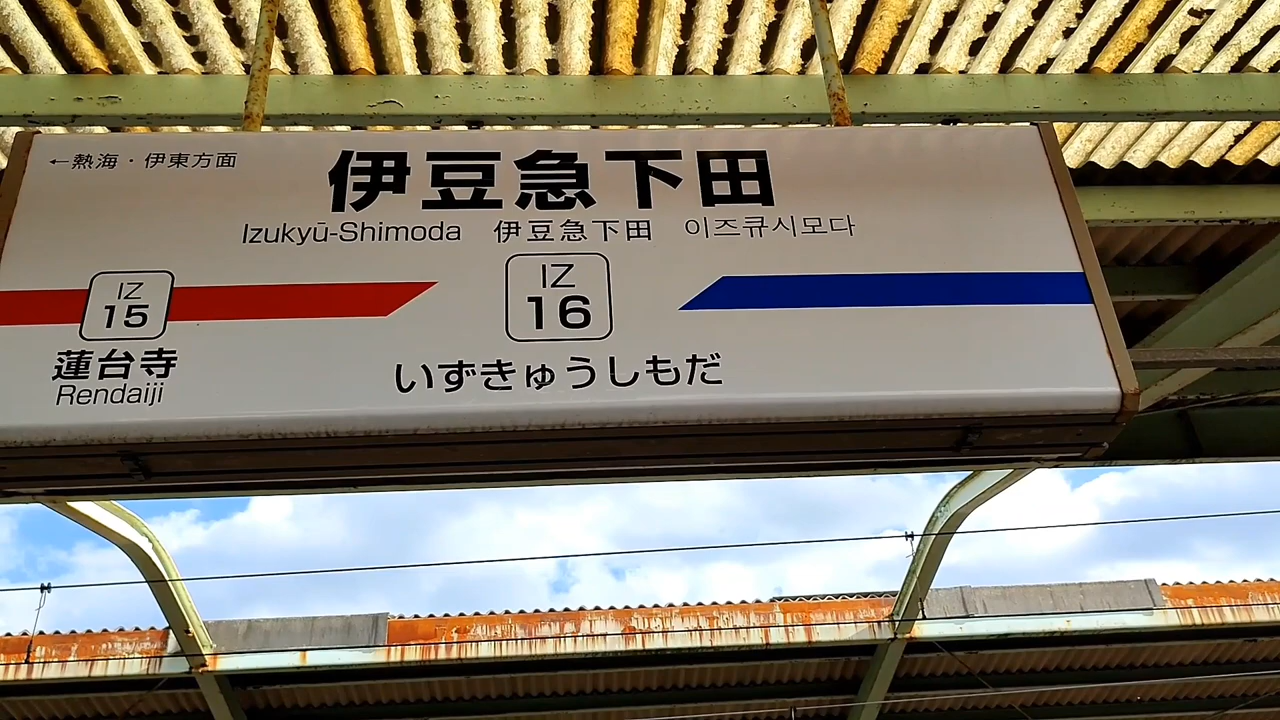 ←熱海・伊東方面
伊豆急下田
Izukyū-Shimoda 伊豆急下田 이즈큐시모다
IZ
15
IZ
16
蓮台寺
Rendaiji
いずきゅうしもだ